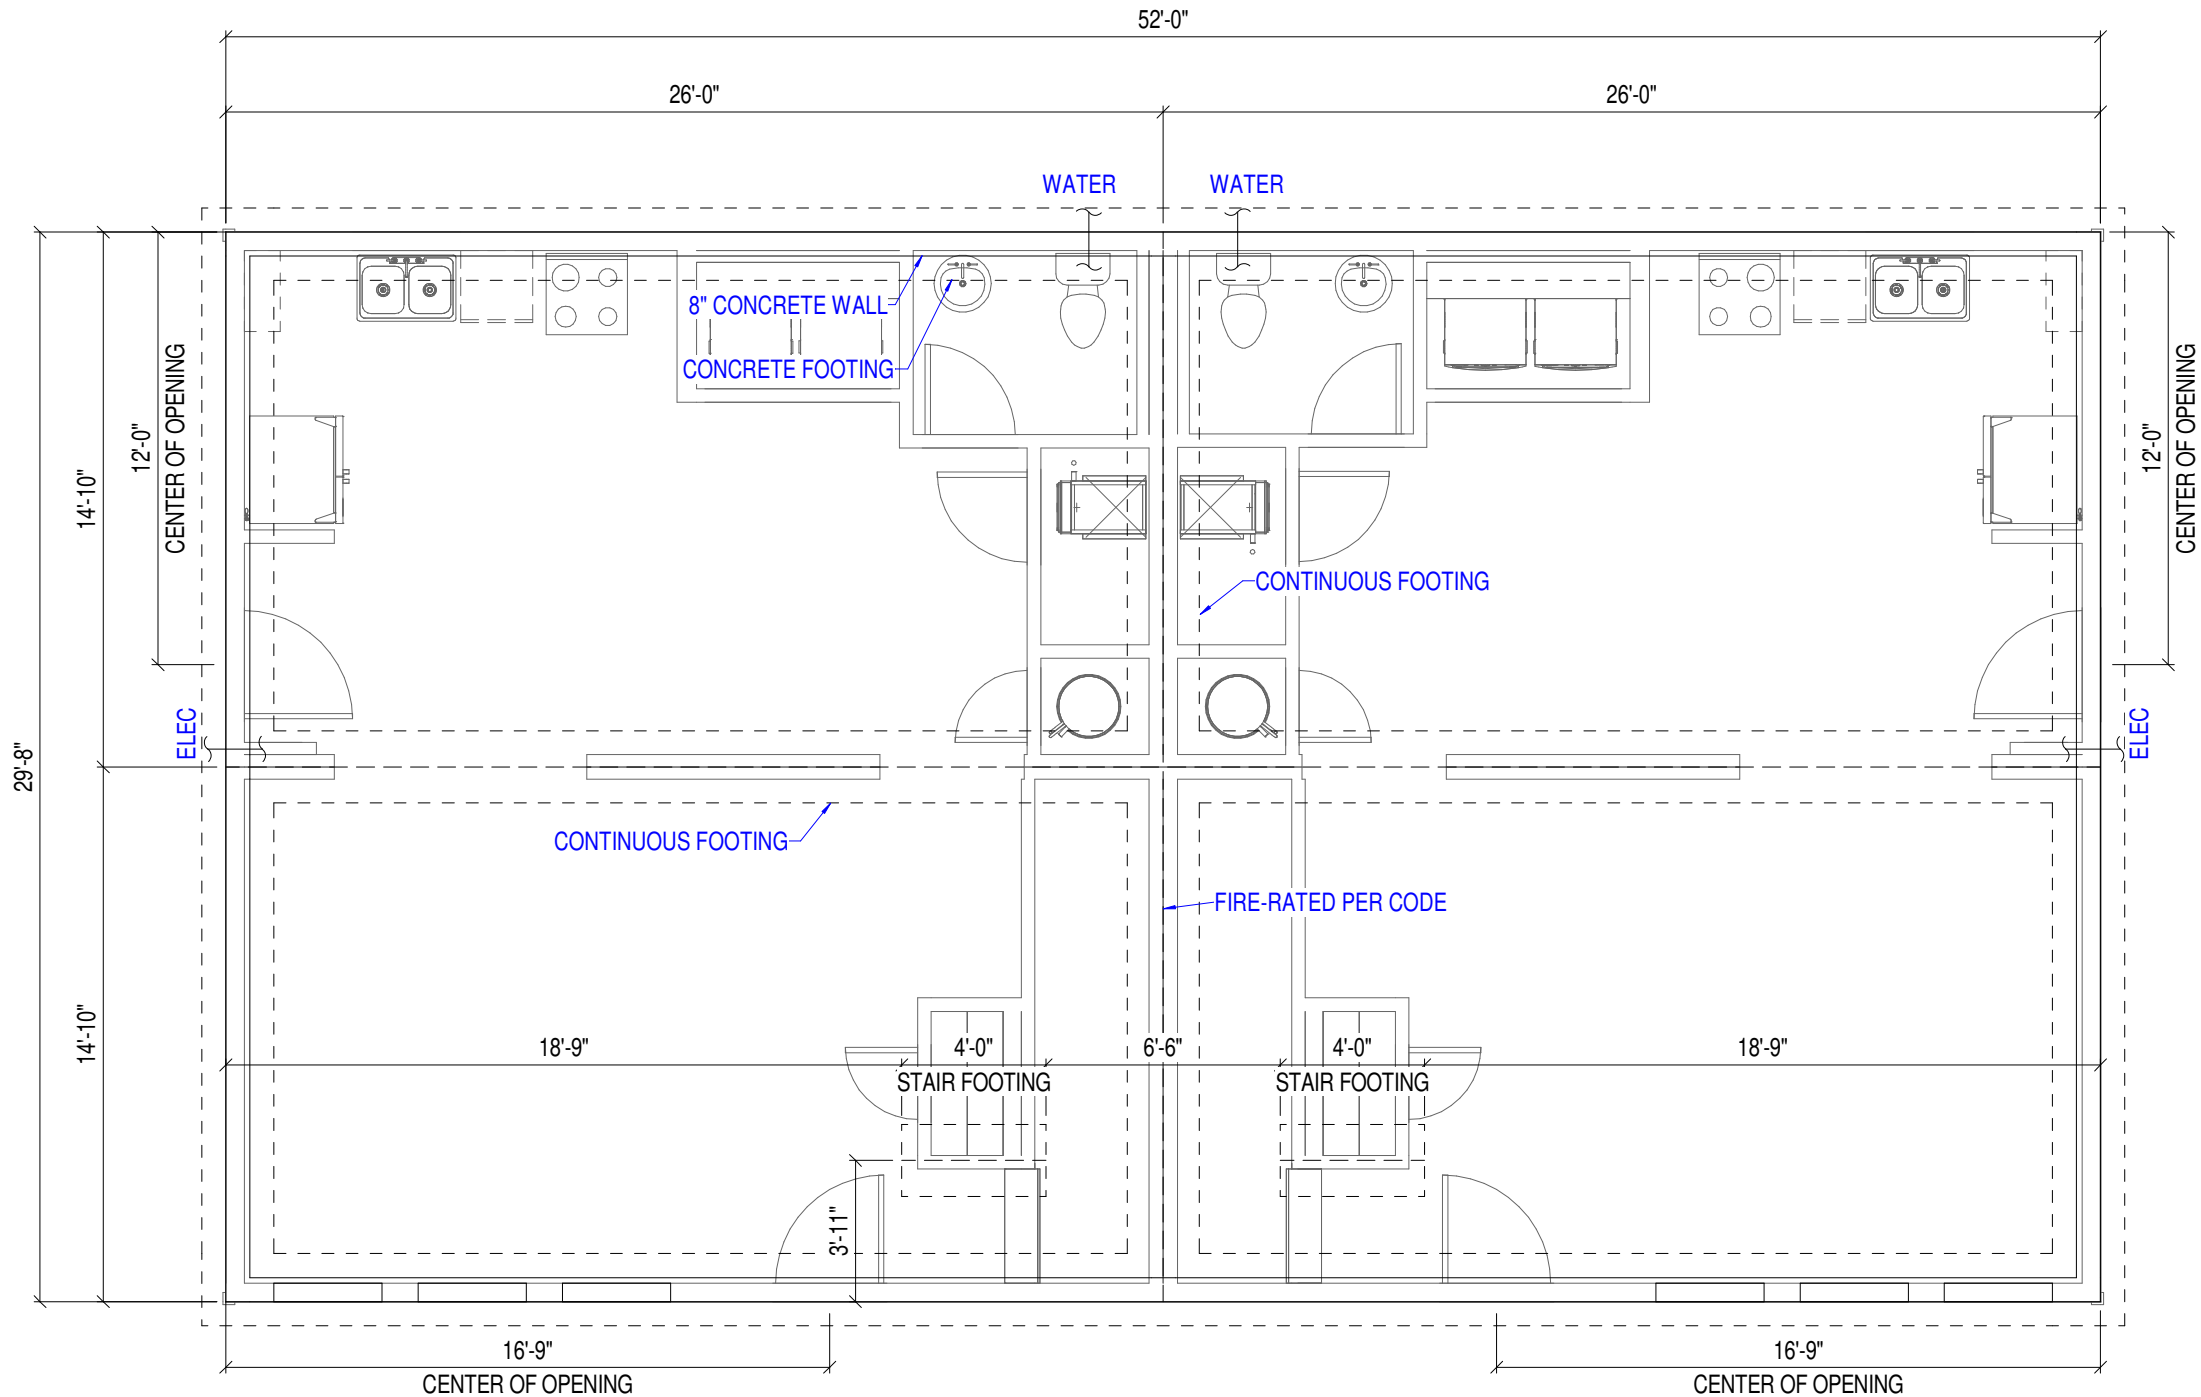 52'-0"
26'-0"
26'-0"
WATER
WATER
8" CONCRETE WALL
CONCRETE FOOTING
CENTER OF OPENING
12'-0"
14'-10"
12'-0"
CENTER OF OPENING
CONTINUOUS FOOTING
ELEC
ELEC
29'-8"
CONTINUOUS FOOTING
FIRE-RATED PER CODE
14'-10"
18'-9"
4'-0"
6'-6"
4'-0"
18'-9"
STAIR FOOTING
STAIR FOOTING
3'-11"
16'-9"
CENTER OF OPENING
16'-9"
CENTER OF OPENING